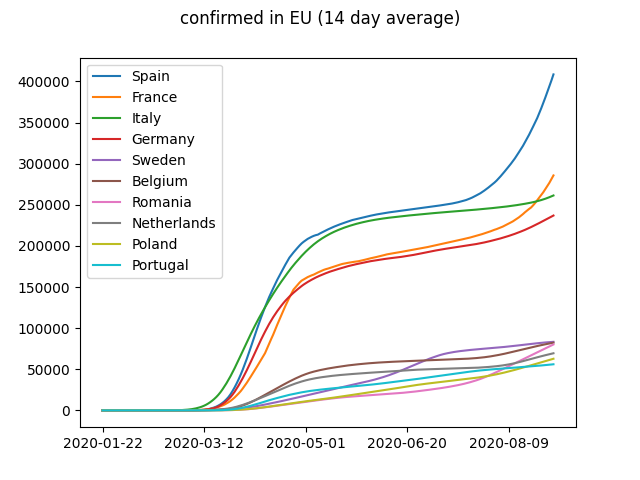 confirmed in EU (14 day average)
400000
350000
300000
250000
200000
150000
100000
50000
0
Spain
France
Italy
Germany
Sweden
Belgium
Romania
Netherlands
Poland
Portugal
2020-01-22 2020-03-12 2020-05-01 2020-06-20 2020-08-09